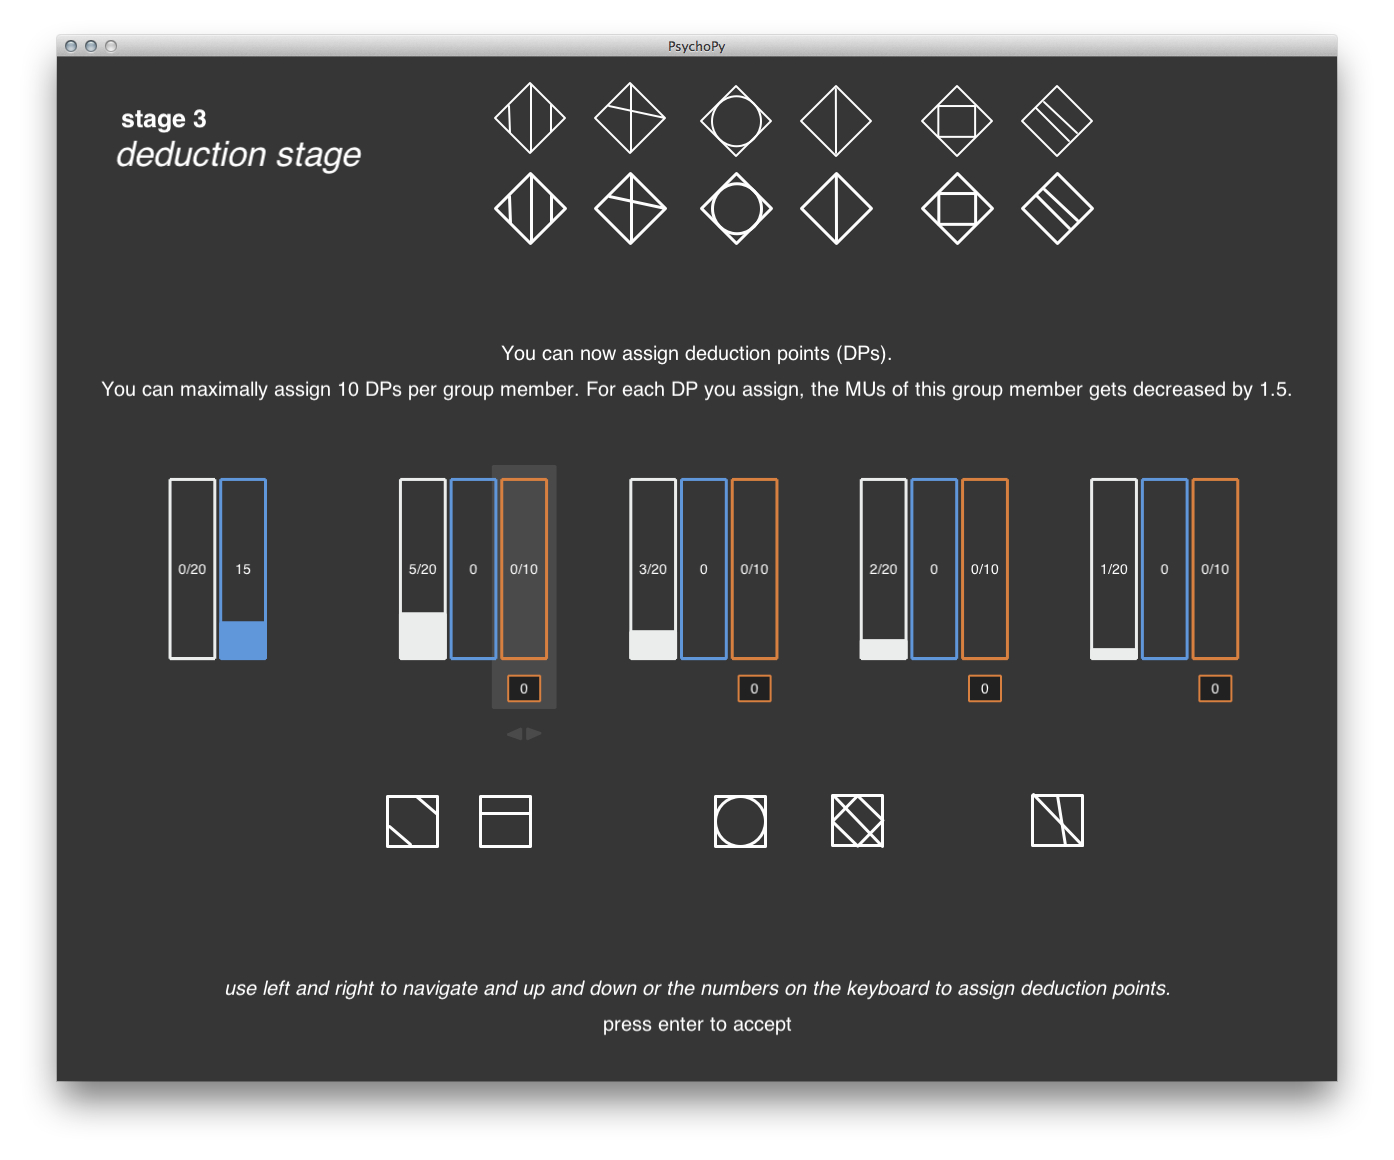 PsychoPy
stage 3
deduction stage
You can now assign deduction points (DPs).
You can maximally assign 10 DPs per group member. For each DP you assign, the MUs of this group member gets decreased by 1.5.
0/20 15 5/20 0 0/10 3/20 0 0/10 2/20 0 0/10 1/20 0 0/10
0 0 0 0
use left and right to navigate and up and down or the numbers on the keyboard to assign deduction points.
press enter to accept